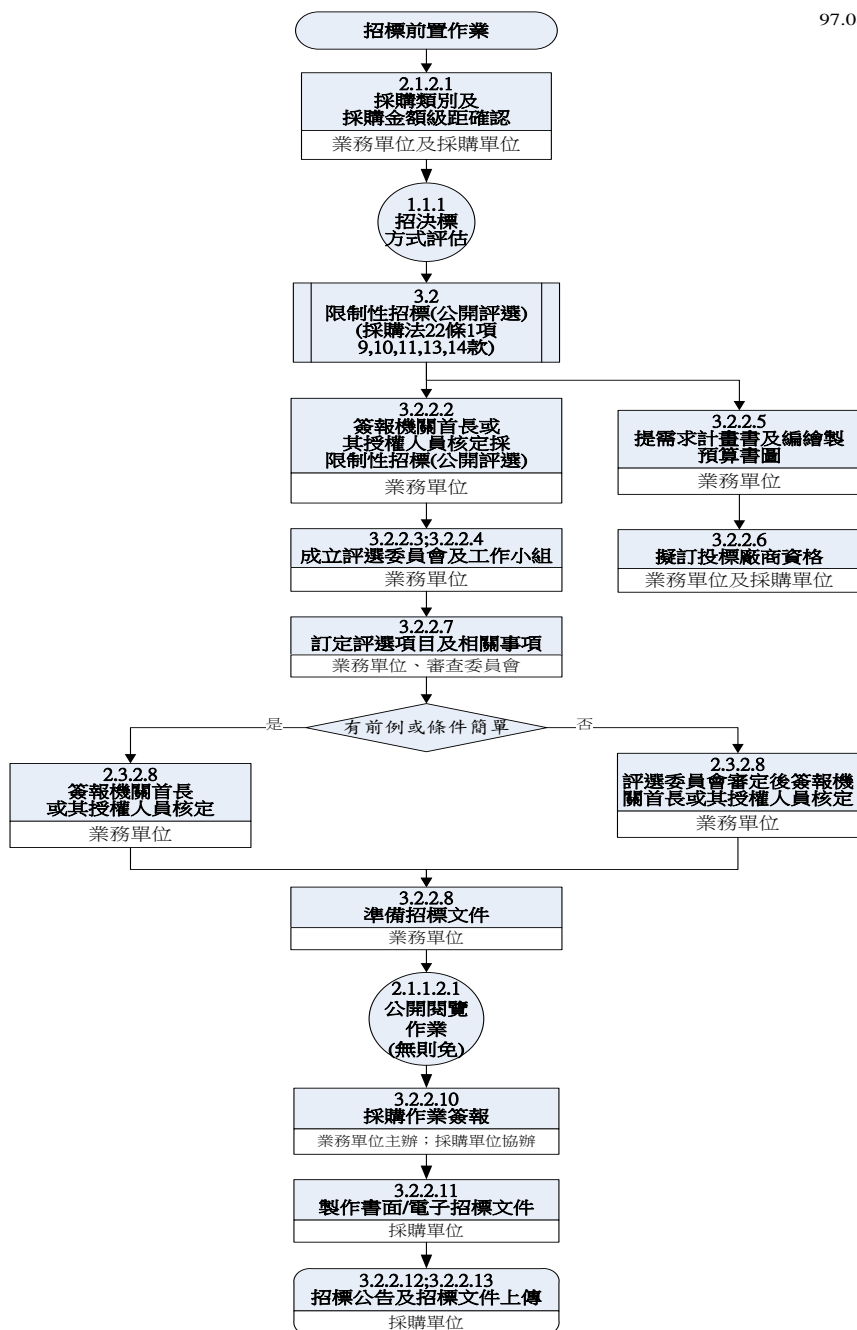 97.0
招標前置作業
2.1.2.1
採購類別及
採購金額級距確認
業務單位及採購單位
1.1.1
招決標
方式評估
3.2
限制性招標(公開評選)
(採購法22條1項
9,10,11,13,14款)
3.2.2.2
簽報機關首長或
其授權人員核定採
限制性招標(公開評選)
業務單位
3.2.2.5
提需求計畫書及編繪製
預算書圖
業務單位
3.2.2.3;3.2.2.4
成立評選委員會及工作小組
業務單位
3.2.2.6
擬訂投標廠商資格
業務單位及採購單位
3.2.2.7
訂定評選項目及相關事項
業務單位、審查委員會
是
有前例或條件簡單
否
2.3.2.8
簽報機關首長
或其授權人員核定
業務單位
2.3.2.8
評選委員會審定後簽報機
關首長或其授權人員核定
業務單位
3.2.2.8
準備招標文件
業務單位
2.1.1.2.1
公開閱覽
作業
(無則免)
3.2.2.10
採購作業簽報
業務單位主辦；採購單位協辦
3.2.2.11
製作書面/電子招標文件
採購單位
3.2.2.12;3.2.2.13
招標公告及招標文件上傳
採購單位